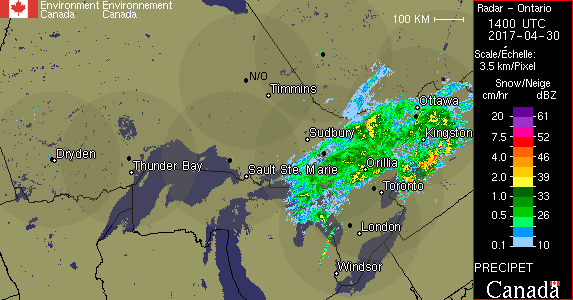 Environment Environnement
Canada Canada
100 KM
N/O
Timmins
Ottawa
Sudbury
Kingston
Dryden
Thunder Bay
Sault Ste. Marie
Orillia
Toronto
London
Windsor
Radar - Ontario
1400 UTC
2017-04-30
Scale/Échelle:
3.5 km/Pixel
Snow/Neige
cm/hr dBZ
20 61
7.5 52
4.0 46
2.0 39
1.0 33
0.5 26
0.1 10
PRECIPET
Canada